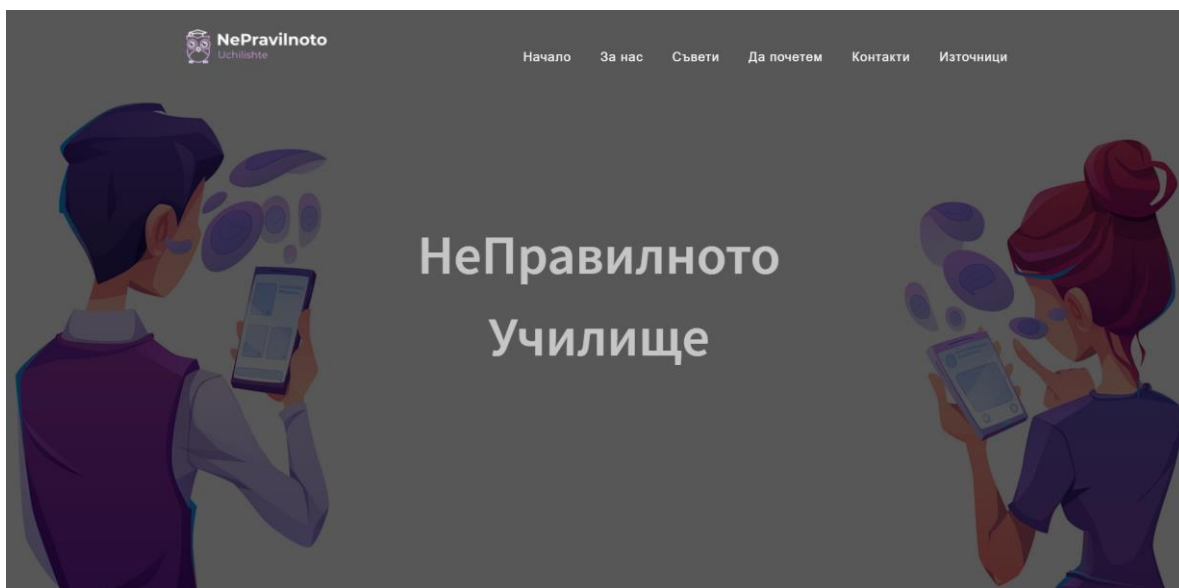 NePravilnoto
Uchilishte
Начало За нас Съвети Да почетем Контакти Източници
НеПравилното
Училище